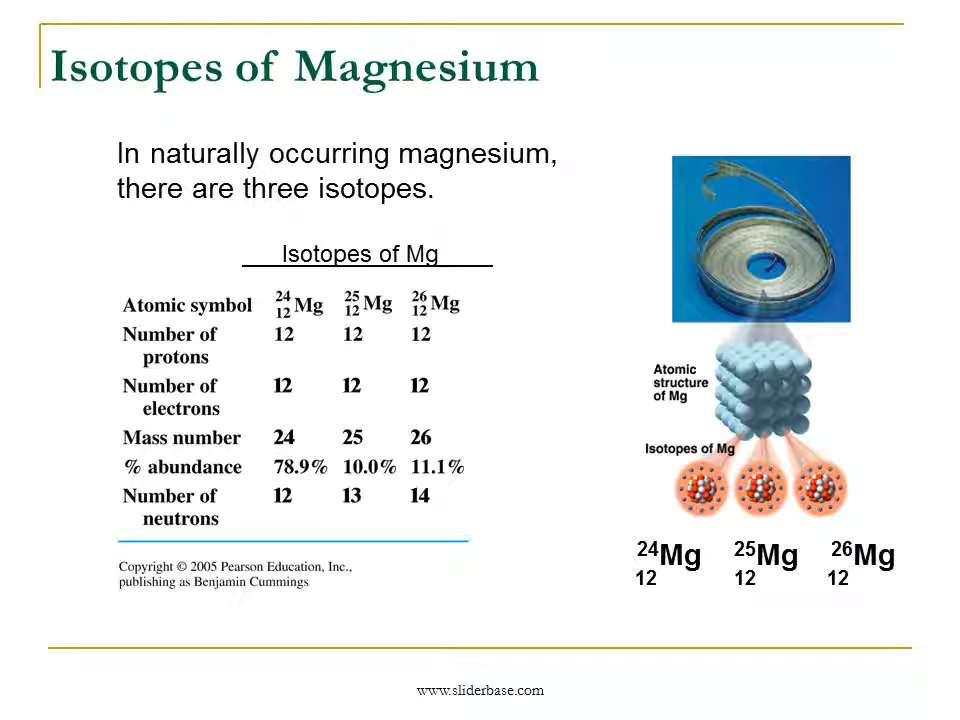 Isotopes of Magnesium
In naturally occurring magnesium,
there are three isotopes.
Isotopes of Mg
Atomic symbol 24 12 Mg 25 12 Mg 26 12 Mg
Number of 12 12 12
protons
Number of 12 12 12
electrons
Mass number 24 25 26
% abundance 78.9% 10.0% 11.1%
Number of 12 13 14
neutrons
Copyright © 2005 Pearson Education, Inc.,
publishing as Benjamin Cummings
Atomic
structure
of Mg
Isotopes of Mg
24Mg 25Mg 26Mg
12 12 12
www.sliderbase.com